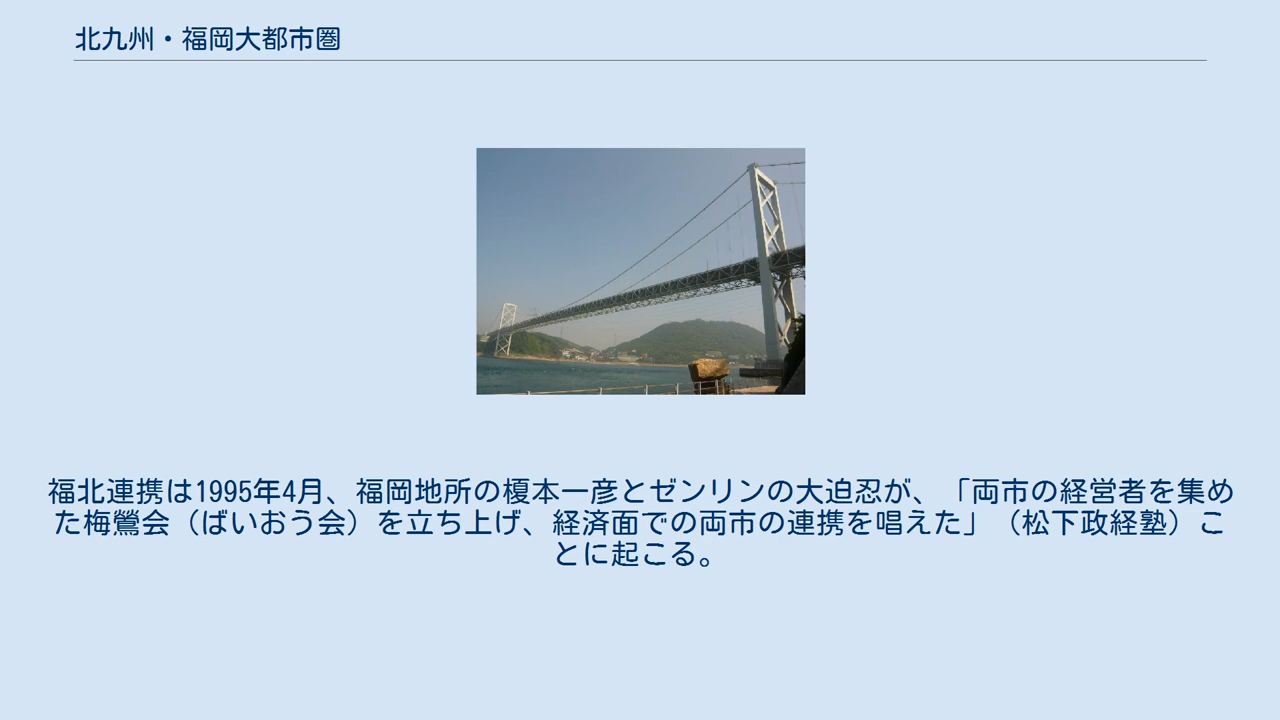 北九州・福岡大都市圏
福北連携は1995年4月、福岡地所の榎本一彦とゼンリンの大迫忍が、「両市の経営者を集め
た梅鶯会（ばいおう会）を立ち上げ、経済面での両市の連携を唱えた」（松下政経塾）こ
とに起こる。